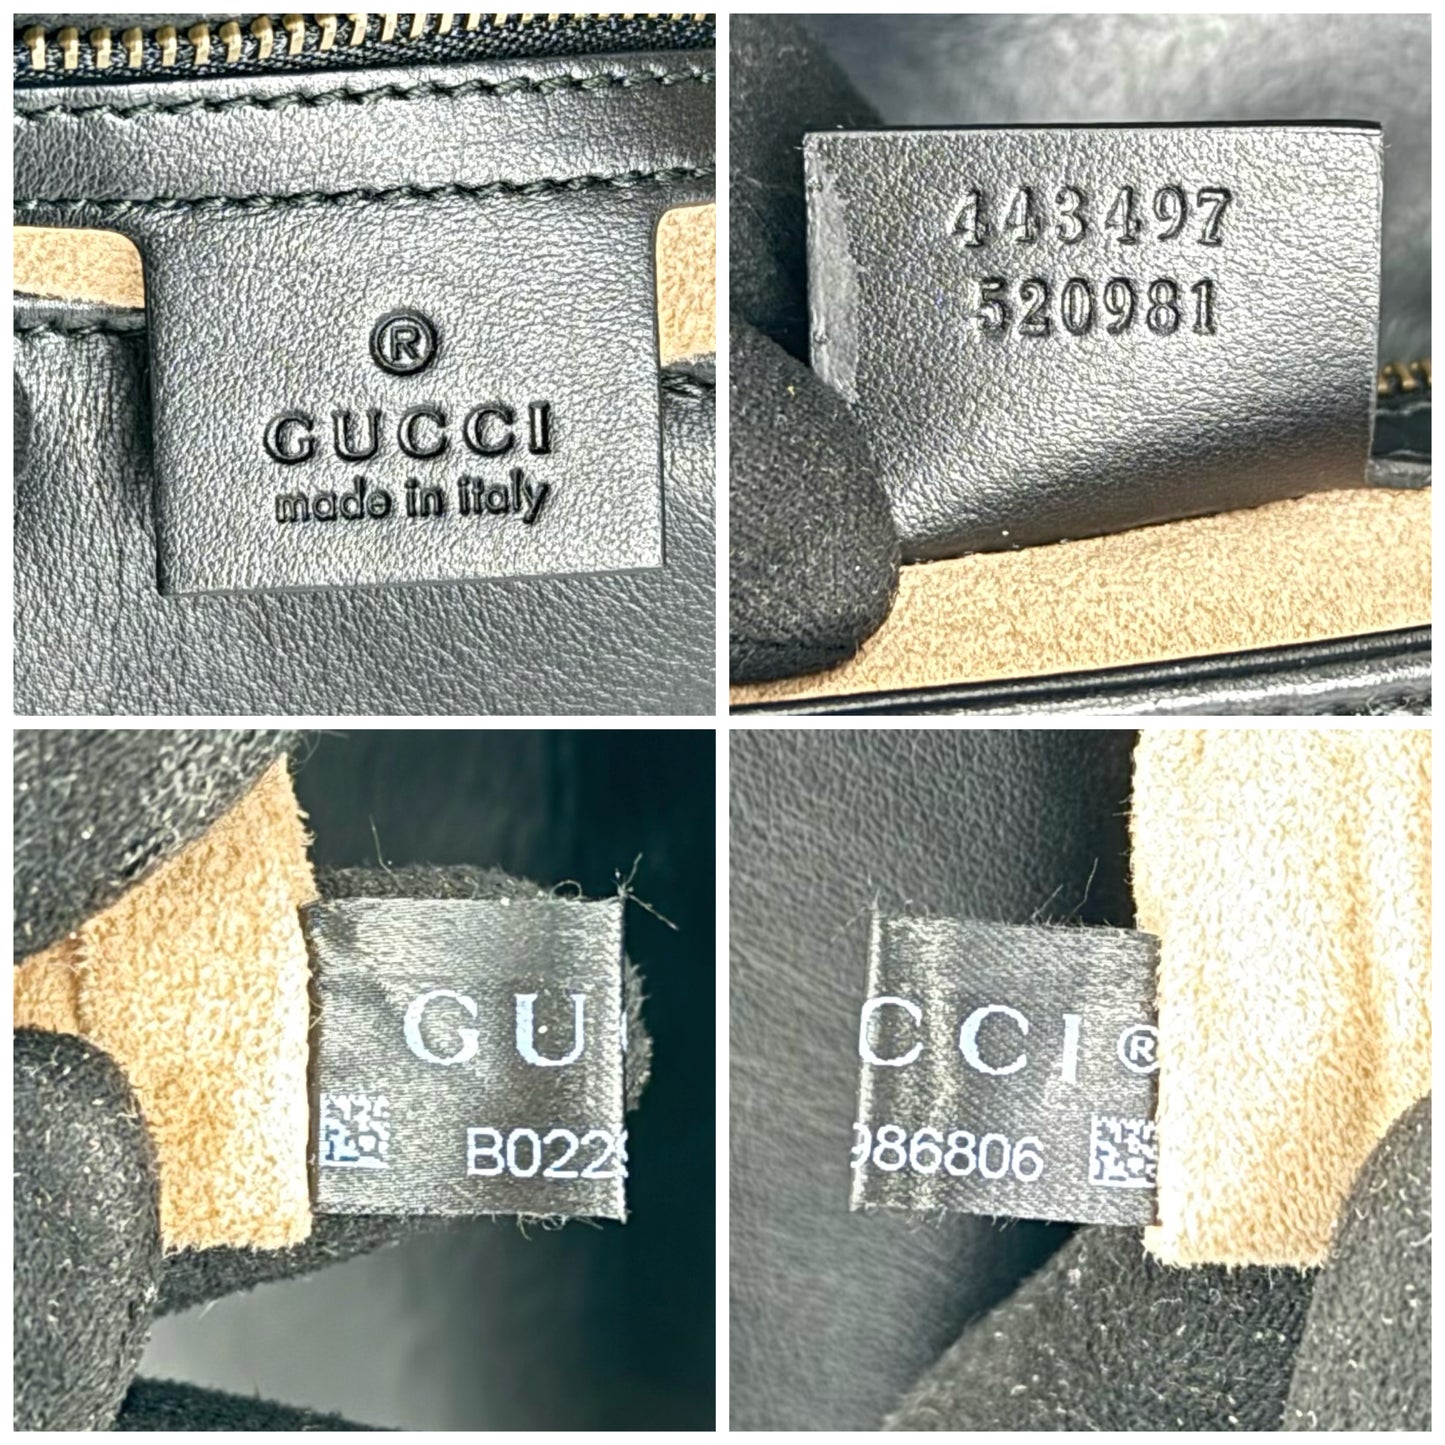 ®
GUCCI
made in italy
443497
520981
GU
B022
CCI®
986806